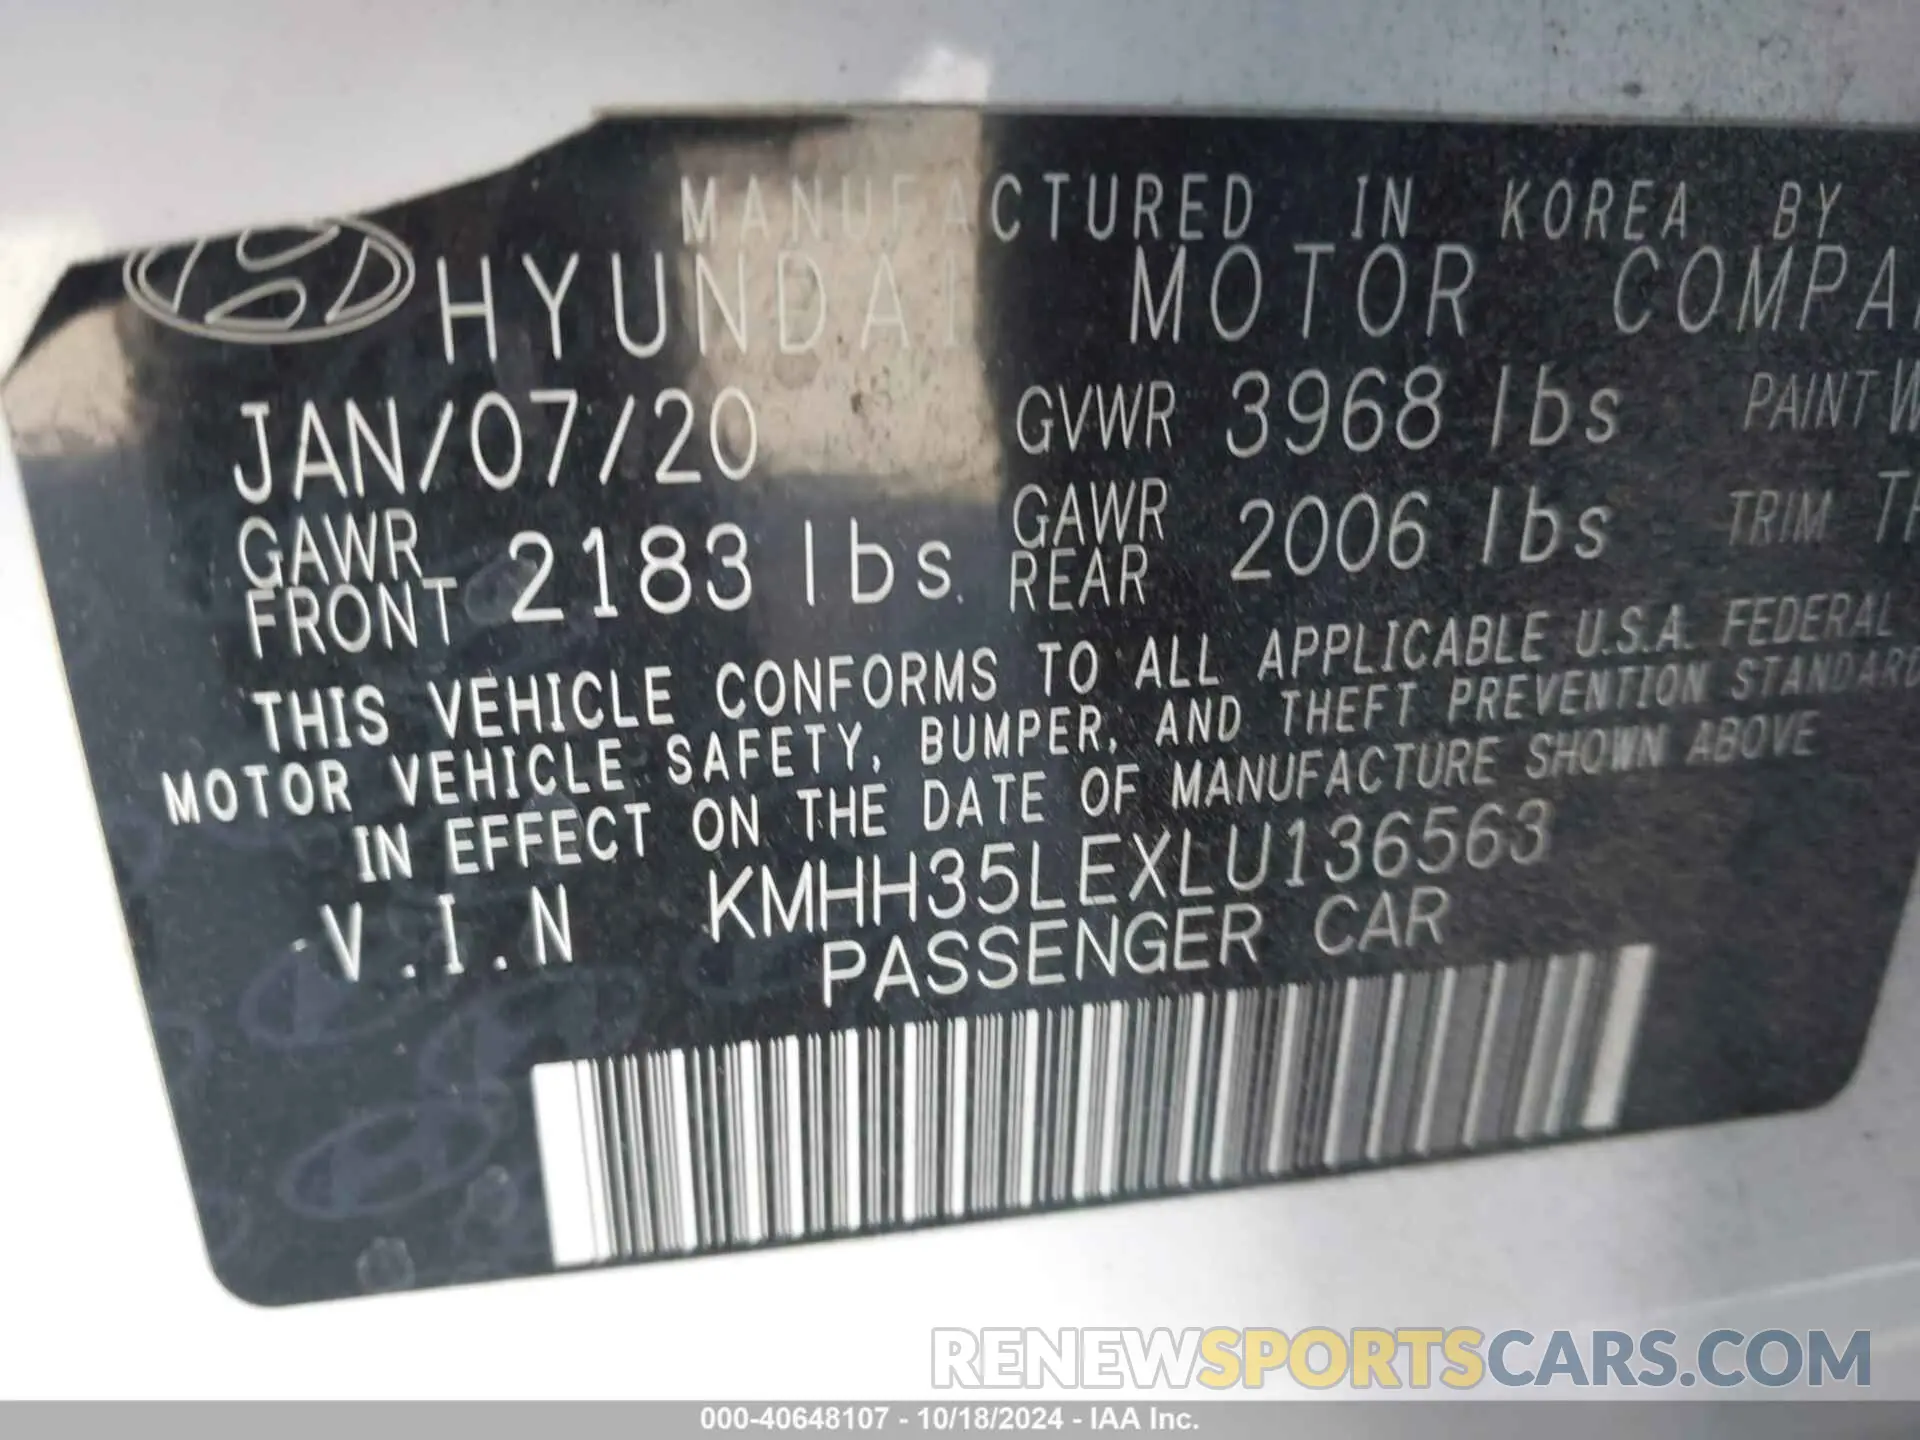 MANUFACTURED IN KOREA BY
HYUNDAI MOTOR
JAN/07/20 GVWR 3968 lbs PAINT
GAWR FRONT 2183 lbs. GAWR REAR 2006 lbs TRIM
THIS VEHICLE CONFORMS TO ALL APPLICABLE U.S.A. FEDERAL
MOTOR VEHICLE SAFETY, BUMPER, AND THEFT PREVENTION STANDARD
IN EFFECT ON THE DATE OF MANUFACTURE SHOWN ABOVE
V.I.N KMHH35LEXLU136563
PASSENGER CAR
RENEWSPORTSCARS.COM
000-40648107 - 10/18/2024 - IAA Inc.